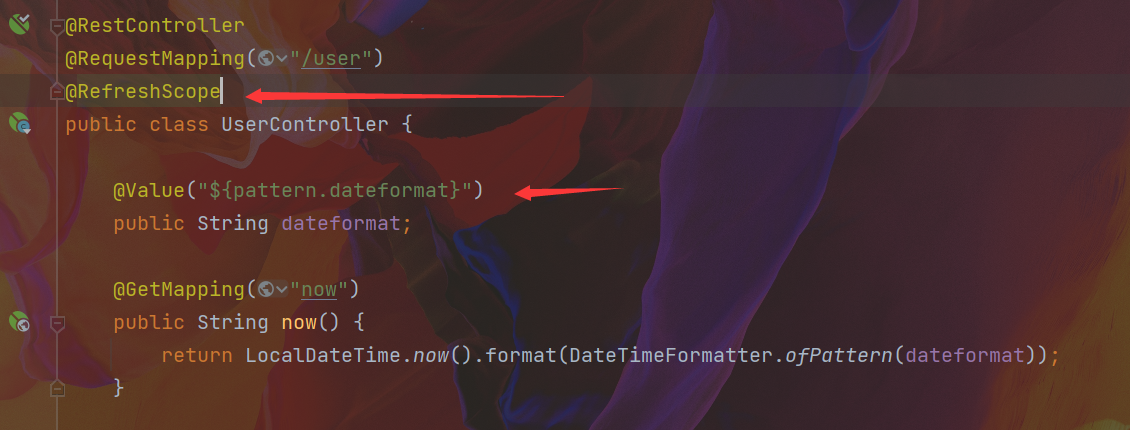 @RestController
@RequestMapping("/user")
@RefreshScope
public class UserController {
@Value("${pattern.dateformat}")
public String dateformat;
@GetMapping("now")
public String now() {
return LocalDateTime.now().format(DateTimeFormatter.ofPattern(dateformat));
}